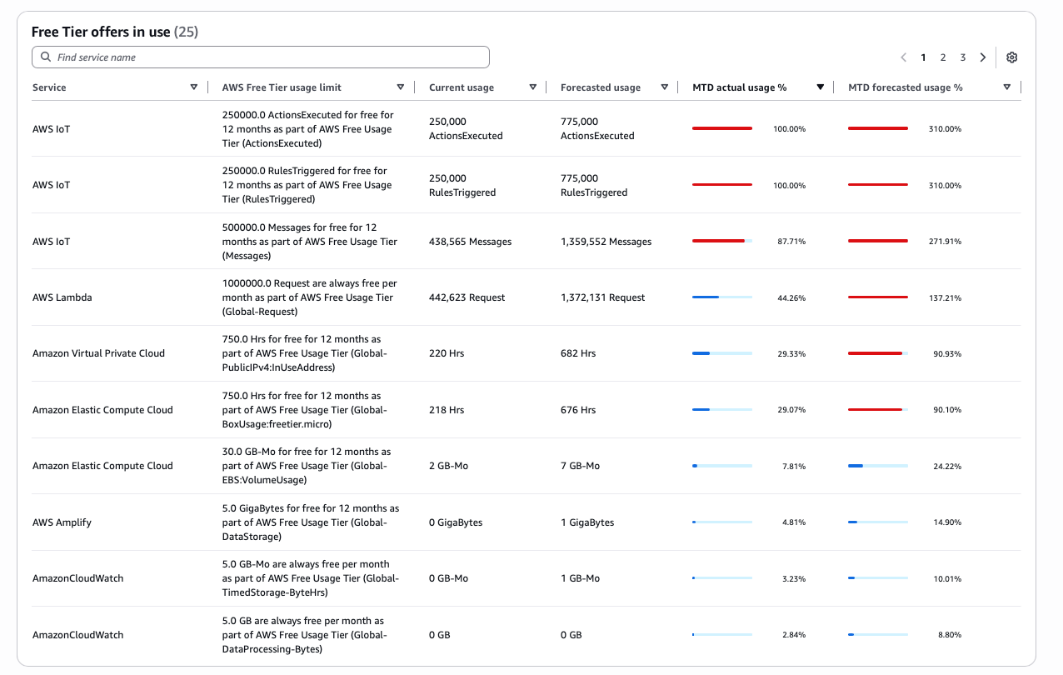 Free Tier offers in use (25)
Find service name
1 2 3
Service AWS Free Tier usage limit Current usage Forecasted usage MTD actual usage % MTD forecasted usage %
AWS IoT
250000.0 ActionsExecuted for free for
12 months as part of AWS Free Usage
Tier (ActionsExecuted)
250,000
ActionsExecuted
775,000
ActionsExecuted
100.00%
310.00%
AWS IoT
250000.0 RulesTriggered for free for
12 months as part of AWS Free Usage
Tier (RulesTriggered)
250,000
RulesTriggered
775,000
RulesTriggered
100.00%
310.00%
AWS IoT
500000.0 Messages for free for 12
months as part of AWS Free Usage Tier
(Messages)
438,565 Messages
1,359,552 Messages
87.71%
271.91%
AWS Lambda
1000000.0 Request are always free per
month as part of AWS Free Usage Tier
(Global-Request)
442,623 Request
1,372,131 Request
44.26%
137.21%
Amazon Virtual Private Cloud
750.0 Hrs for free for 12 months as
part of AWS Free Usage Tier (Global-
PublicIPv4:InUseAddress)
220 Hrs
682 Hrs
29.33%
90.93%
Amazon Elastic Compute Cloud
750.0 Hrs for free for 12 months as
part of AWS Free Usage Tier (Global-
BoxUsage:freetier.micro)
218 Hrs
676 Hrs
29.07%
90.10%
Amazon Elastic Compute Cloud
30.0 GB-Mo for free for 12 months as
part of AWS Free Usage Tier (Global-
EBS:VolumeUsage)
2 GB-Mo
7 GB-Mo
7.81%
24.22%
AWS Amplify
5.0 GigaBytes for free for 12 months as
part of AWS Free Usage Tier (Global-
DataStorage)
0 GigaBytes
1 GigaBytes
4.81%
14.90%
AmazonCloudWatch
5.0 GB-Mo are always free per month
as part of AWS Free Usage Tier (Global-
TimedStorage-ByteHrs)
0 GB-Mo
1 GB-Mo
3.23%
10.01%
AmazonCloudWatch
5.0 GB are always free per month as
part of AWS Free Usage Tier (Global-
DataProcessing-Bytes)
0 GB
0 GB
2.84%
8.80%